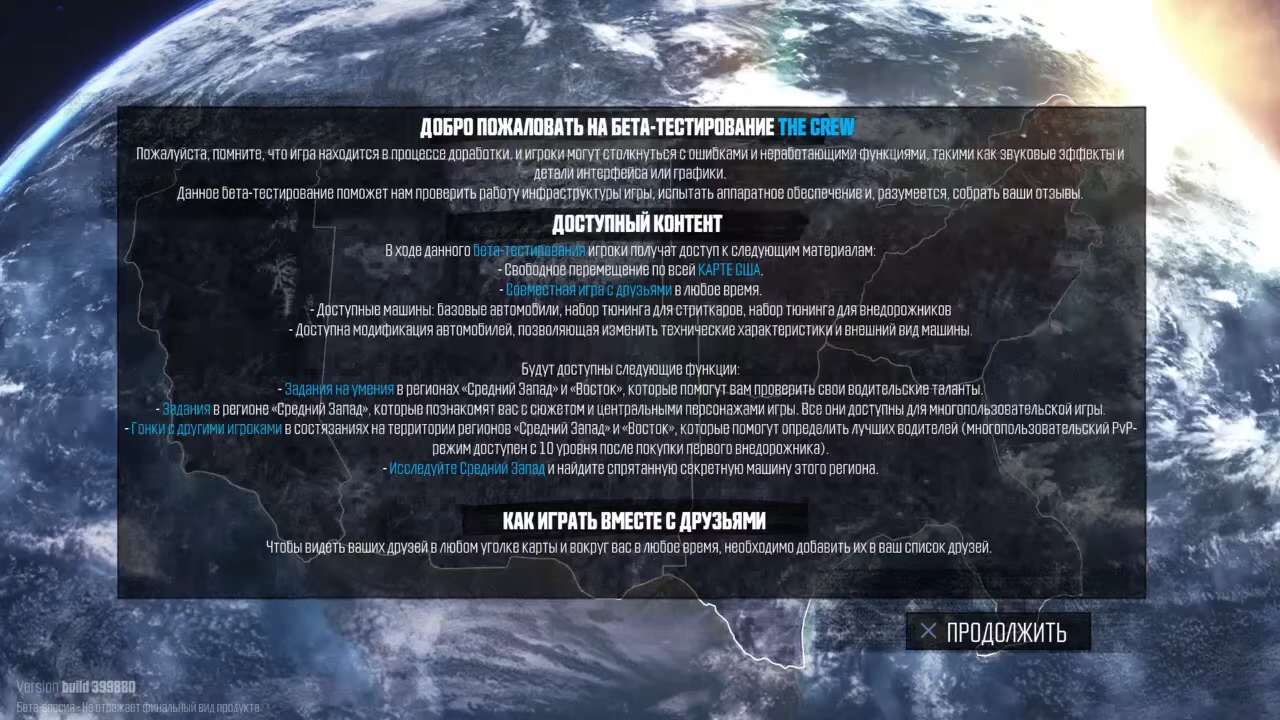 ДОБРО ПОЖАЛОВАТЬ НА БЕТА-ТЕСТИРОВАНИЕ THE CREW
Пожалуйста, помните, что игра находится в процессе доработки, и игроки могут столкнуться с ошибками и неработающими функциями, такими как звуковые эффекты и
детали интерфейса или графики.
Данное бета-тестирование поможет нам проверить работу инфраструктуры игры, испытать аппаратное обеспечение и, разумеется, собрать ваши отзывы.
ДОСТУПНЫЙ КОНТЕНТ
В ходе данного бета-тестирования игроки получат доступ к следующим материалам:
- Свободное перемещение по всей КАРТЕ США.
- Совместная игра с друзьями в любое время.
- Доступные машины: базовые автомобили, набор тюнинга для стриткаров, набор тюнинга для внедорожников
- Доступна модификация автомобилей, позволяющая изменить технические характеристики и внешний вид машины.
Будут доступны следующие функции:
- Задания на умения в регионах «Средний Запад» и «Восток», которые помогут вам проверить свои водительские таланты.
- Задания в регионе «Средний Запад», которые познакомят вас с сюжетом и центральными персонажами игры. Все они доступны для многопользовательской игры.
- Гонки с другими игроками в состязаниях на территории регионов «Средний Запад» и «Восток», которые помогут определить лучших водителей (многопользовательский PvP-
режим доступен с 10 уровня после покупки первого внедорожника).
- Исследуйте Средний Запад и найдите спрятанную секретную машину этого региона.
КАК ИГРАТЬ ВМЕСТЕ С ДРУЗЬЯМИ
Чтобы видеть ваших друзей в любом уголке карты и вокруг вас в любое время, необходимо добавить их в ваш список друзей.
ПРОДОЛЖИТЬ
Version build 399880
Бета-версия - Не отражает финальный вид продукта